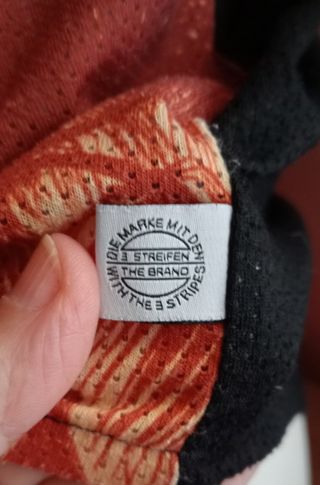 DIE MARKE MIT DEN
3 STREIFEN
THE BRAND
WITH THE 3 STRIPES